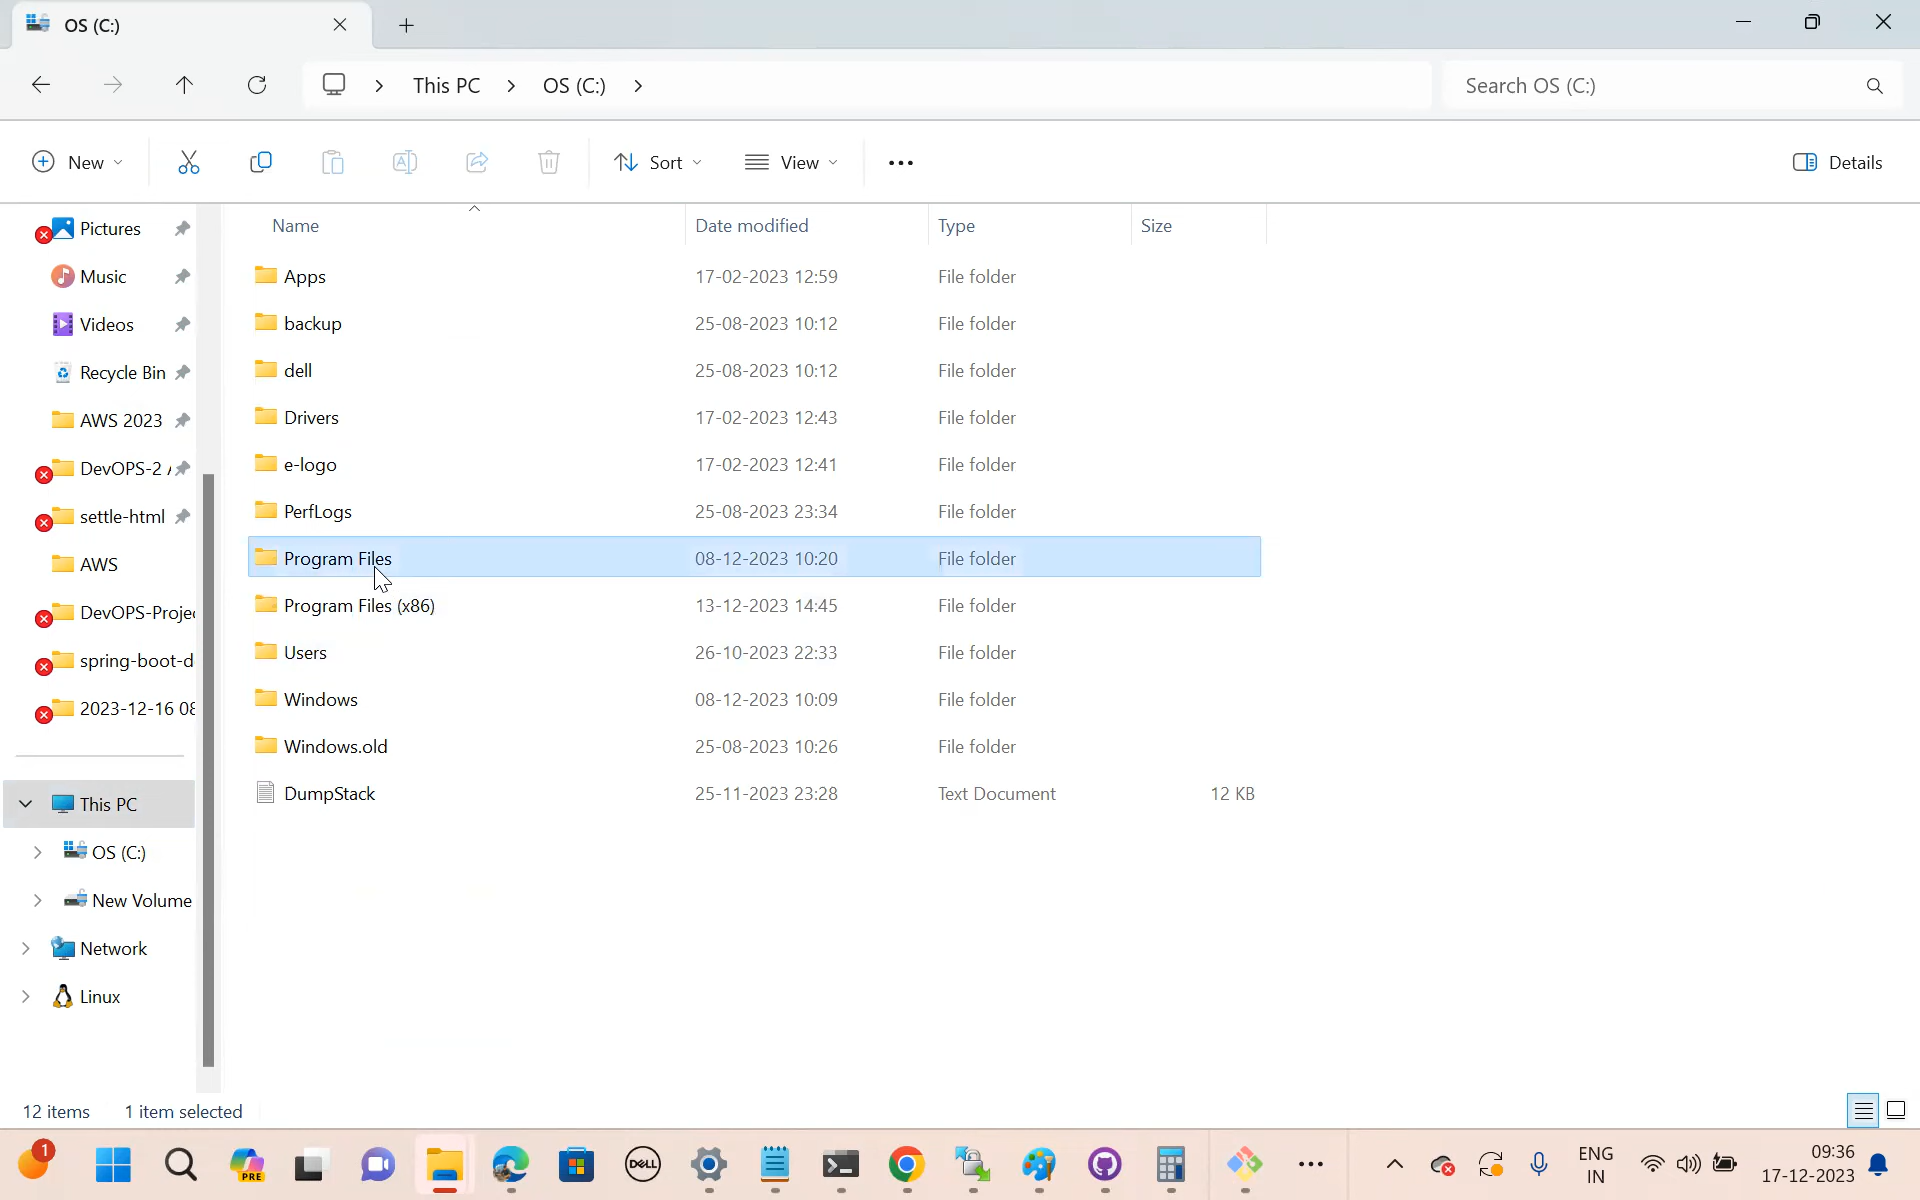 OS (C:)
This PC > OS (C:) >
Search OS (C:)
New
Sort
View
Details
Pictures
Music
Videos
Recycle Bin
AWS 2023
DevOPS-2
settle-html
AWS
DevOPS-Projec
spring-boot-d
2023-12-16 08
This PC
OS (C:)
New Volume
Network
Linux
Name Date modified Type Size
Apps 17-02-2023 12:59 File folder
backup 25-08-2023 10:12 File folder
dell 25-08-2023 10:12 File folder
Drivers 17-02-2023 12:43 File folder
e-logo 17-02-2023 12:41 File folder
PerfLogs 25-08-2023 23:34 File folder
Program Files 08-12-2023 10:20 File folder
Program Files (x86) 13-12-2023 14:45 File folder
Users 26-10-2023 22:33 File folder
Windows 08-12-2023 10:09 File folder
Windows.old 25-08-2023 10:26 File folder
DumpStack 25-11-2023 23:28 Text Document 12 KB
12 items 1 item selected
1
PRE
DELL
ENG
IN
09:36
17-12-2023